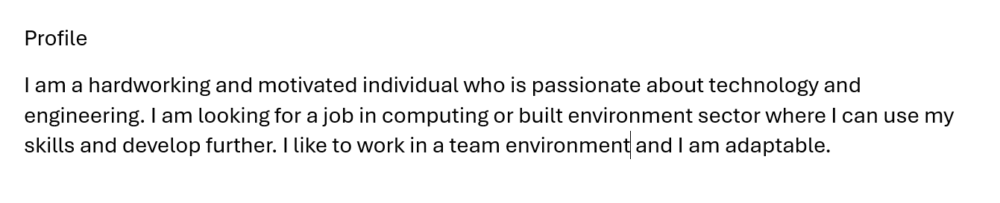 Profile
I am a hardworking and motivated individual who is passionate about technology and
engineering. I am looking for a job in computing or built environment sector where I can use my
skills and develop further. I like to work in a team environment and I am adaptable.